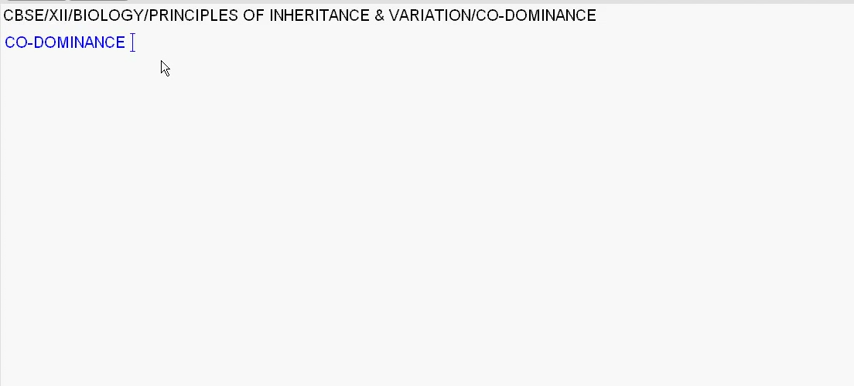 CBSE/XII/BIOLOGY/PRINCIPLES OF INHERITANCE & VARIATION/CO-DOMINANCE
CO-DOMINANCE